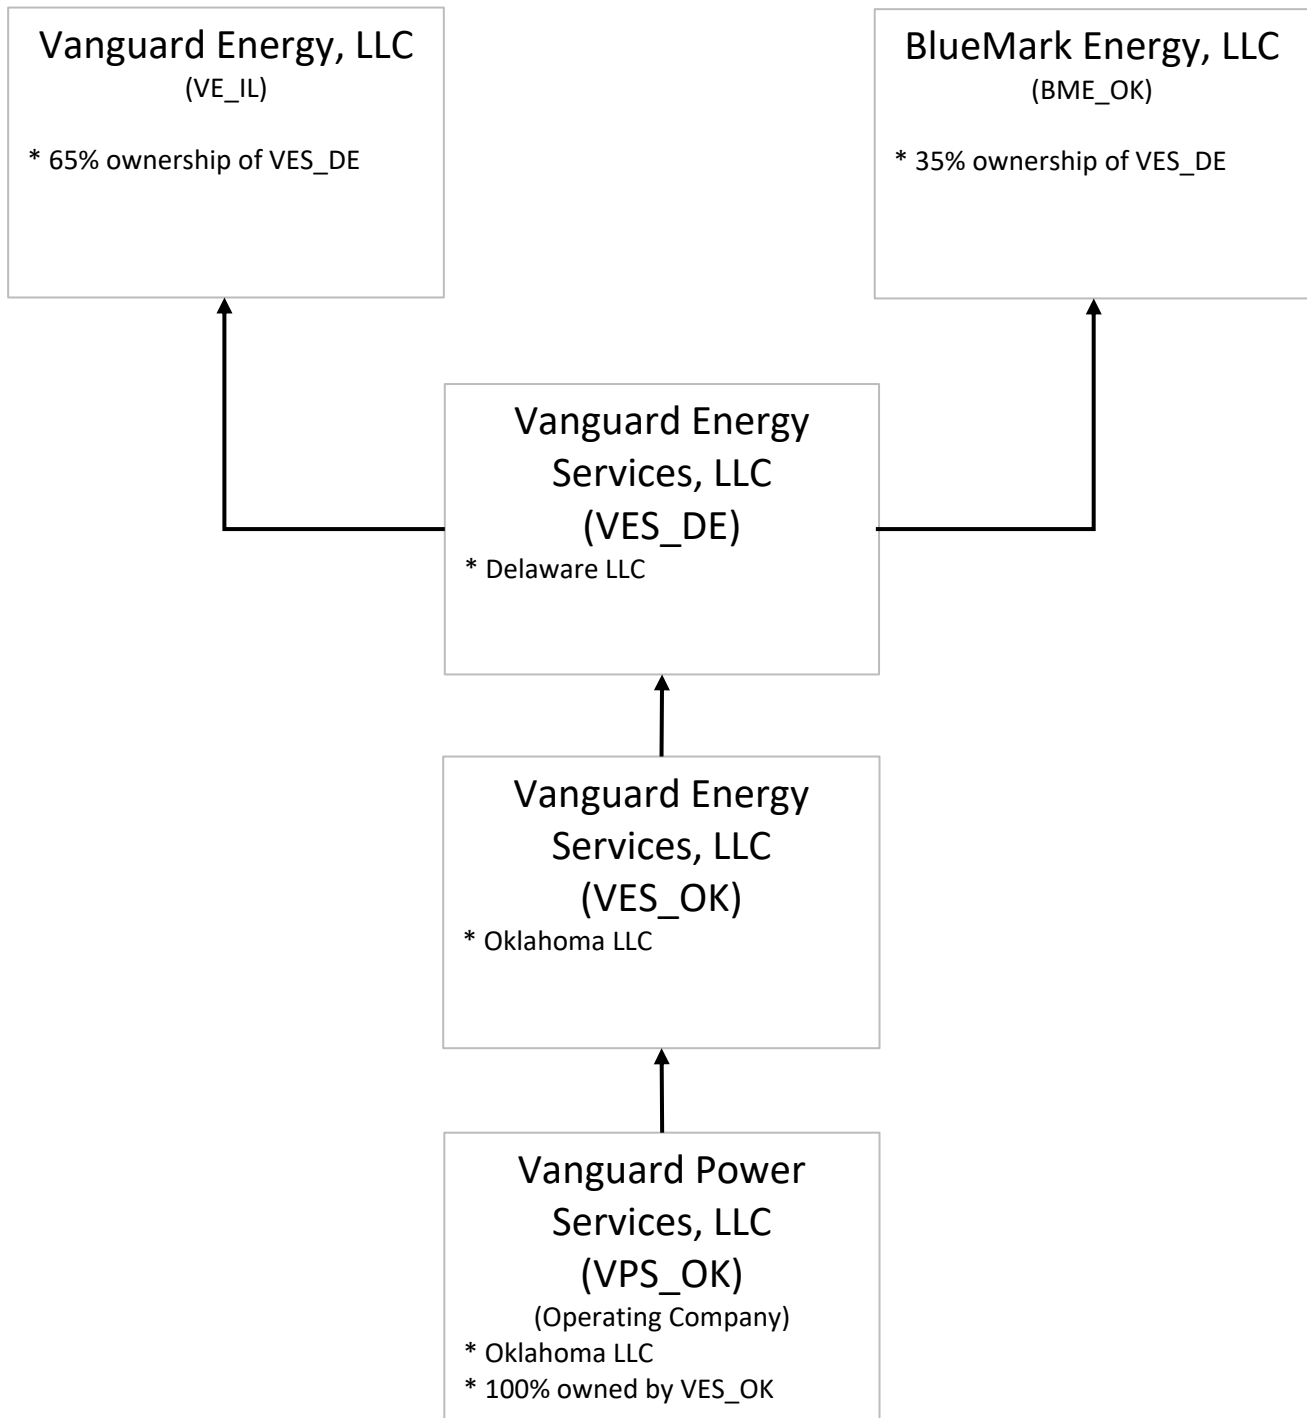 Vanguard Energy, LLC
(VE_IL)
* 65% ownership of VES_DE
BlueMark Energy, LLC
(BME_OK)
* 35% ownership of VES_DE
Vanguard Energy
Services, LLC
(VES_DE)
* Delaware LLC
Vanguard Energy
Services, LLC
(VES_OK)
* Oklahoma LLC
Vanguard Power
Services, LLC
(VPS_OK)
(Operating Company)
* Oklahoma LLC
* 100% owned by VES_OK